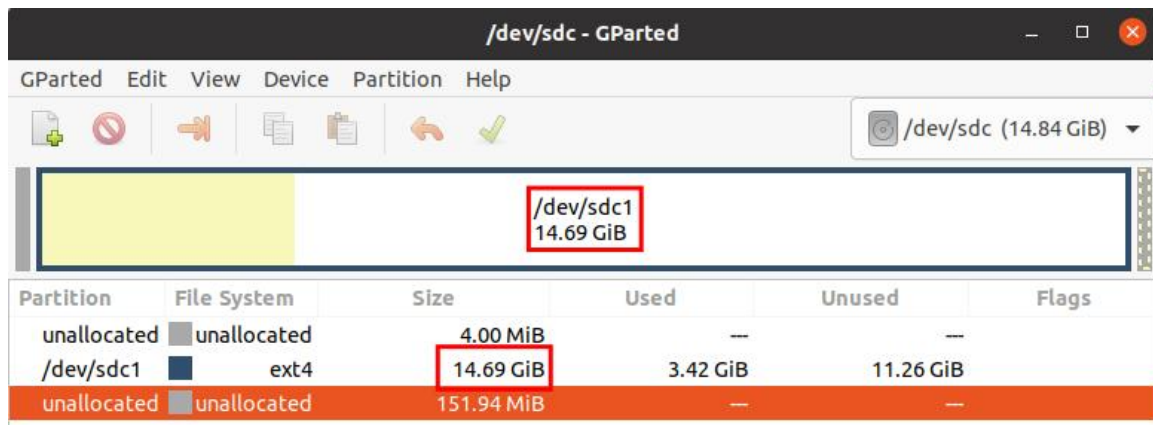 /dev/sdc - GParted
GParted Edit View Device Partition Help
/dev/sdc (14.84 GiB)
/dev/sdc1
14.69 GiB
Partition File System Size Used Unused Flags
unallocated unallocated 4.00 MiB --- ---
/dev/sdc1 ext4 14.69 GiB 3.42 GiB 11.26 GiB
unallocated unallocated 151.94 MiB --- ---